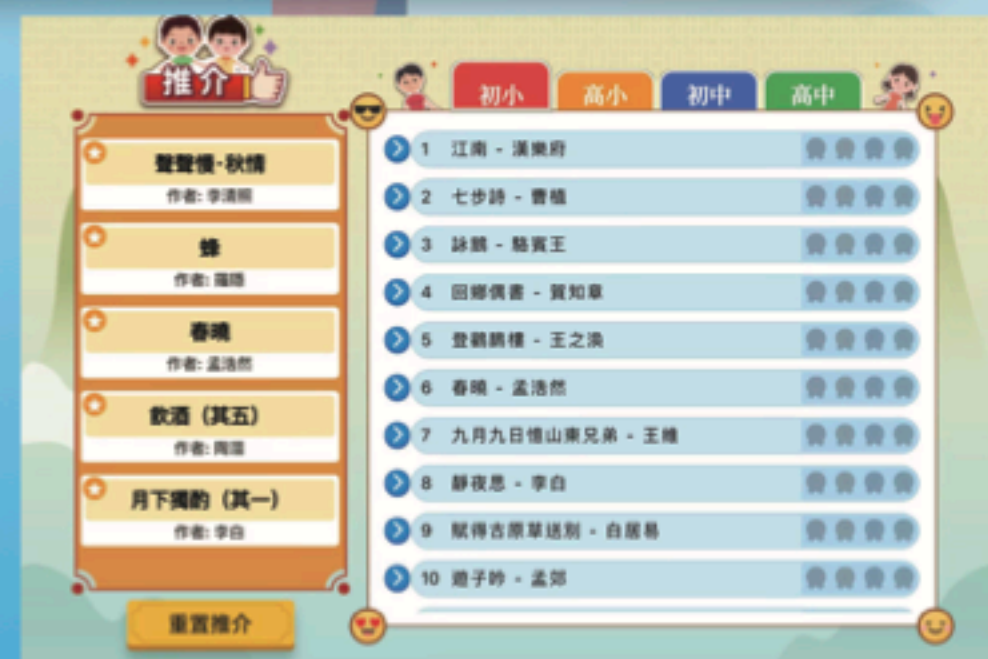 推介
聲聲慢·秋情
作者: 李清照
蜂
作者: 羅隱
春曉
作者: 孟浩然
飲酒（其五）
作者: 陶淵
月下獨酌（其一）
作者: 李白
重置推介
初小 高小 初中 高中
1 江南 - 漢樂府
2 七步詩 - 曹植
3 詠鵝 - 駱賓王
4 回鄉偶書 - 賀知章
5 登鸛鵲樓 - 王之渙
6 春曉 - 孟浩然
7 九月九日憶山東兄弟 - 王維
8 靜夜思 - 李白
9 賦得古原草送別 - 白居易
10 遊子吟 - 孟郊